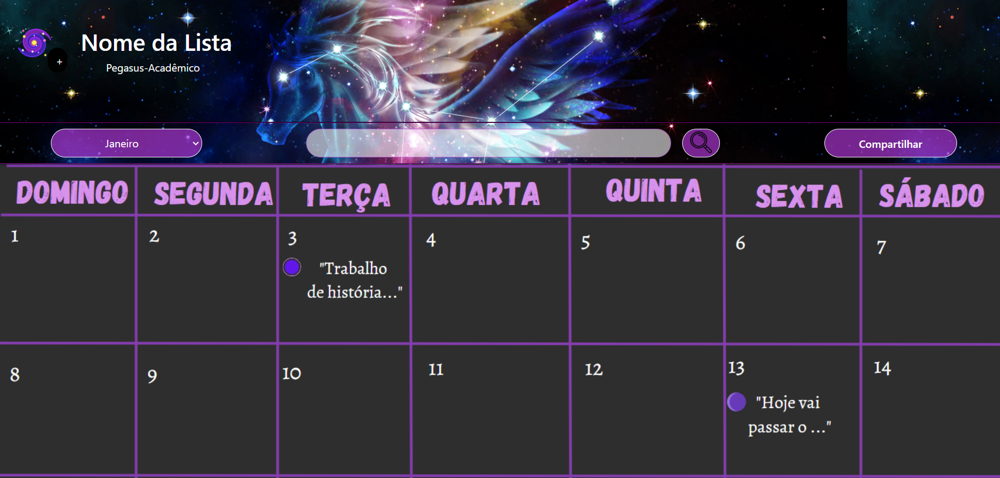 Nome da Lista
+
Pegasus-Acadêmico
Janeiro
Compartilhar
DOMINGO SEGUNDA TERÇA QUARTA QUINTA SEXTA SÁBADO
1 2 3 4 5 6 7
"Trabalho
de história..."
8 9 10 11 12 13 14
"Hoje vai
passar o ..."